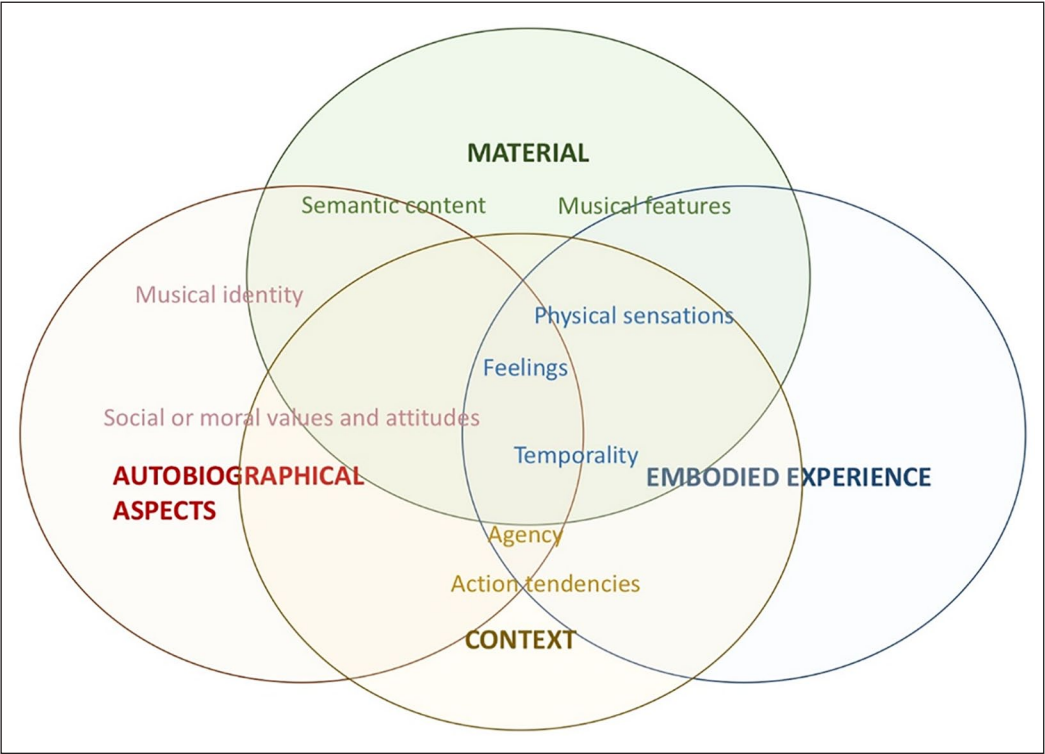 MATERIAL
Semantic content
Musical features
Musical identity
Physical sensations
Feelings
Social or moral values and attitudes
Temporality
AUTOBIOGRAPHICAL
ASPECTS
EMBODIED EXPERIENCE
Agency
Action tendencies
CONTEXT